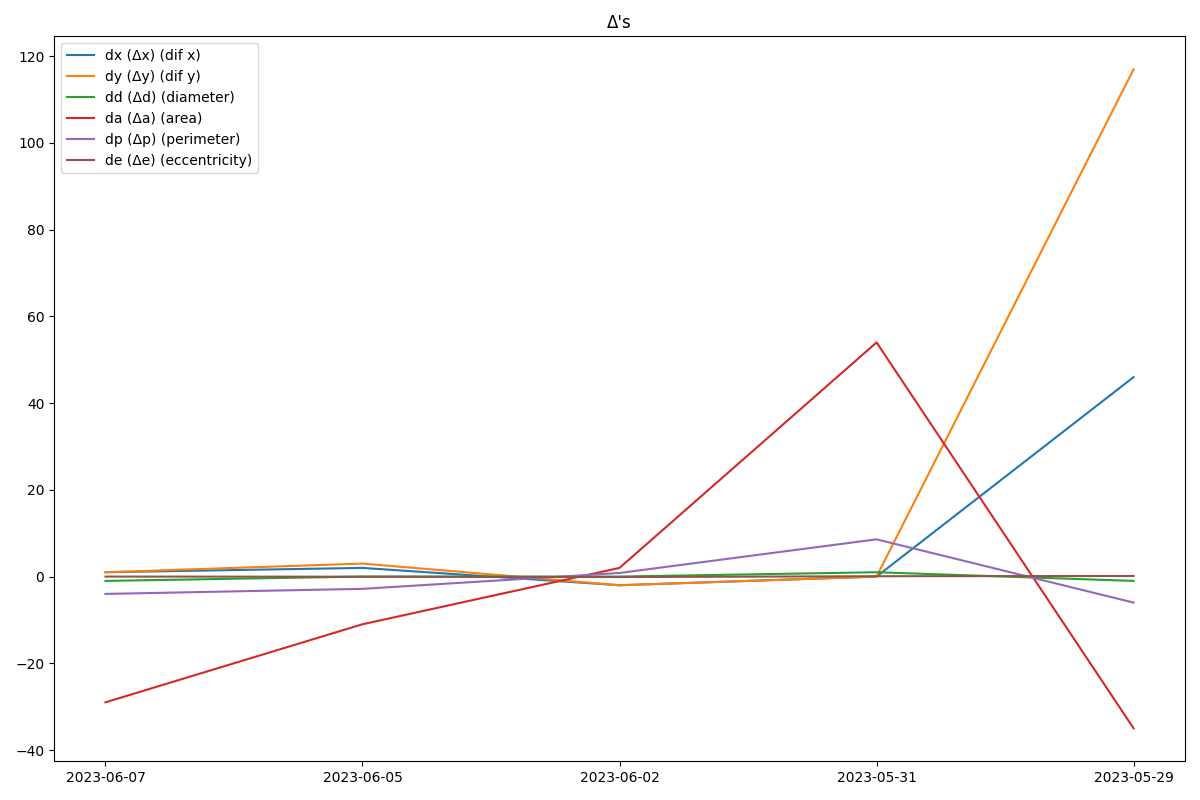 Δ's
dx (Δx) (dif x)
dy (Δy) (dif y)
dd (Δd) (diameter)
da (Δa) (area)
dp (Δp) (perimeter)
de (Δe) (eccentricity)
120
100
80
60
40
20
0
−20
−40
2023-06-07 2023-06-05 2023-06-02 2023-05-31 2023-05-29